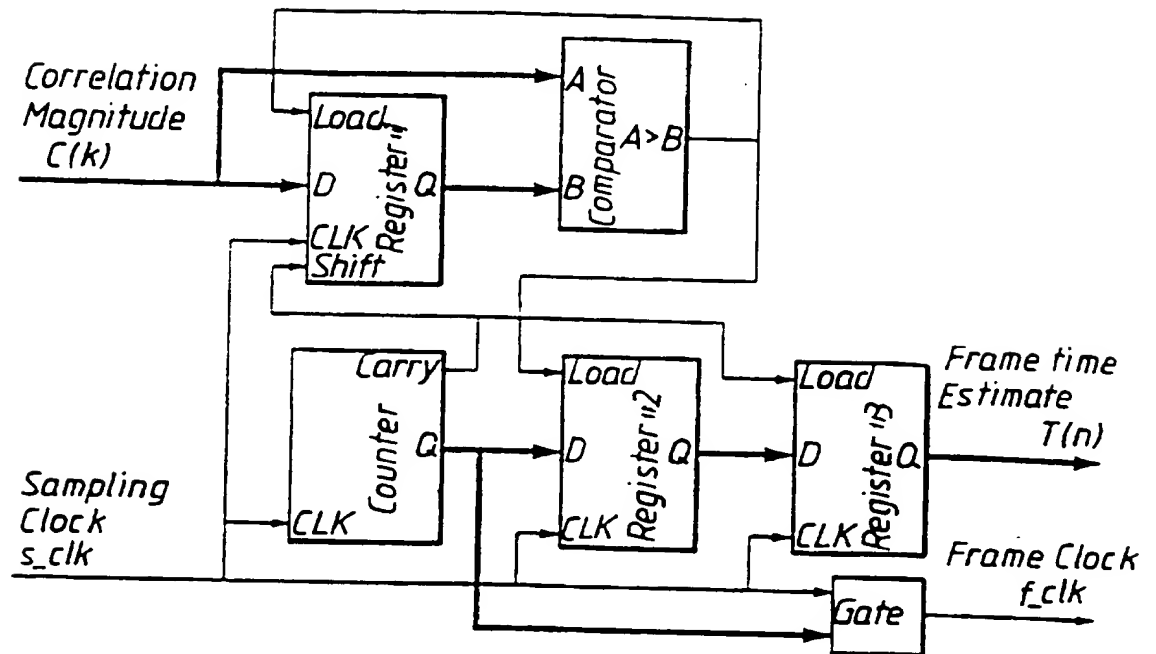 Correlation
Magnitude
C(k)
Load
D
Q
CLK
Shift
Register"1
A
B
A>B
Comparator
Carry
Q
CLK
Counter
Load
D
Q
CLK
Register"2
Load
D
Q
CLK
Register"3
Frame time
Estimate
T(n)
Sampling
Clock
s_clk
Gate
Frame Clock
f_clk